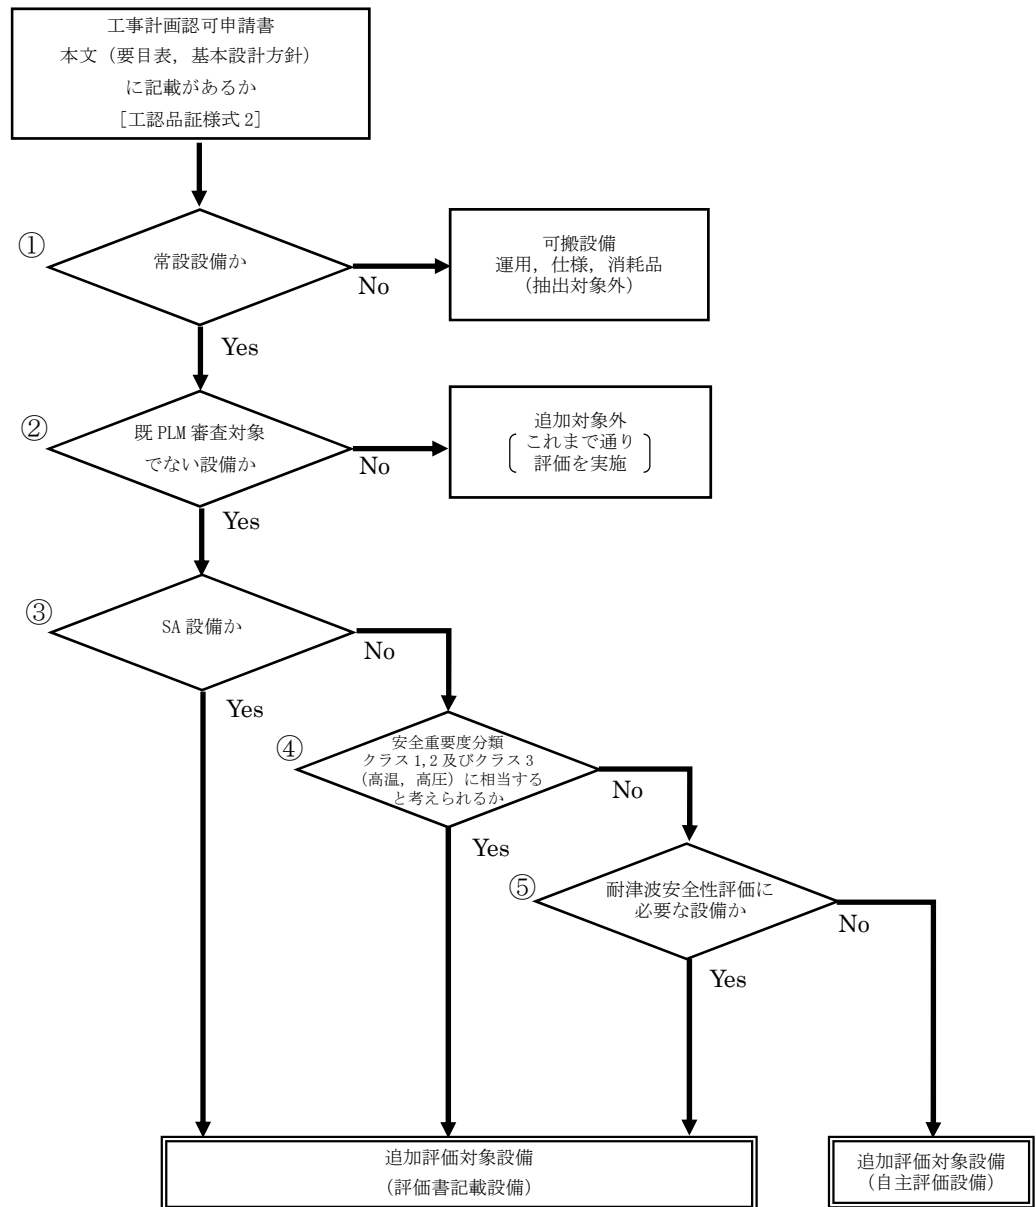 工事計画認可申請書
本文（要目表，基本設計方針）
に記載があるか
［工認品証様式2］
①
常設設備か
No
可搬設備
運用，仕様，消耗品
（抽出対象外）
Yes
②
既 PLM 審査対象
でない設備か
No
追加対象外
これまで通り
評価を実施
Yes
③
SA 設備か
No
Yes
④
安全重要度分類
クラス 1,2 及びクラス 3
（高温，高圧）に相当する
と考えられるか
No
Yes
⑤
耐津波安全性評価に
必要な設備か
No
Yes
追加評価対象設備
（評価書記載設備）
追加評価対象設備
（自主評価設備）